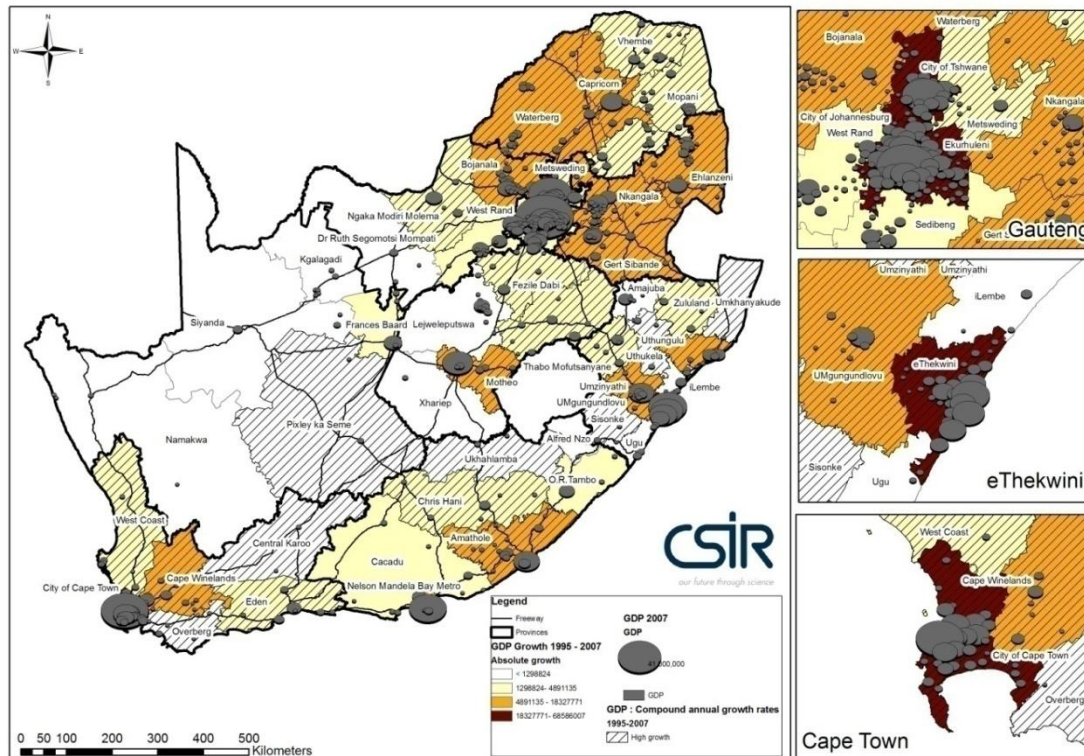 N
W E
S
Vhembe
Capricorn
Mopani
Waterberg
Bojanala
Metsweding
Ehlanzeni
Nkangala
West Rand
Ngaka Modiri Molema
Dr Ruth Segomotsi Mompati
Kgalagadi
Gert Sibande
Fezile Dabi
Amajuba
Zululand
Umkhanyakude
Siyanda
Frances Baard
Lejweleputswa
Uthungulu
Uthukela
Thabo Mofutsanyane
Motheo
Umzinyathi
iLembe
Xhariep
UMgungundlovu
Sisonke
Namakwa
Pixley ka Seme
Alfred Nzo
Ugu
Ukhahlamba
O.R.Tambo
Chris Hani
West Coast
Central Karoo
Amathole
Cacadu
City of Cape Town
Cape Winelands
Nelson Mandela Bay Metro
Eden
Overberg
CSIR
our future through science
Legend
Freeway
Provinces
GDP Growth 1995 - 2007
Absolute growth
< 1298824
1298824- 4891135
4891135 - 18327771
18327771- 68586007
GDP 2007
GDP
41,000,000
GDP
GDP : Compound annual growth rates
1995-2007
High growth
0 50 100 200 300 400 500
Kilometers
Waterberg
Bojanala
City of Tshwane
Nkangala
City of Johannesburg
Metsweding
West Rand
Ekurhuleni
Sedibeng
Gauteng
Umzinyathi
Umzinyathi
iLembe
eThekwini
UMgungundlovu
Sisonke
Ugu
eThekwini
West Coast
Cape Winelands
City of Cape Town
Overberg
Cape Town